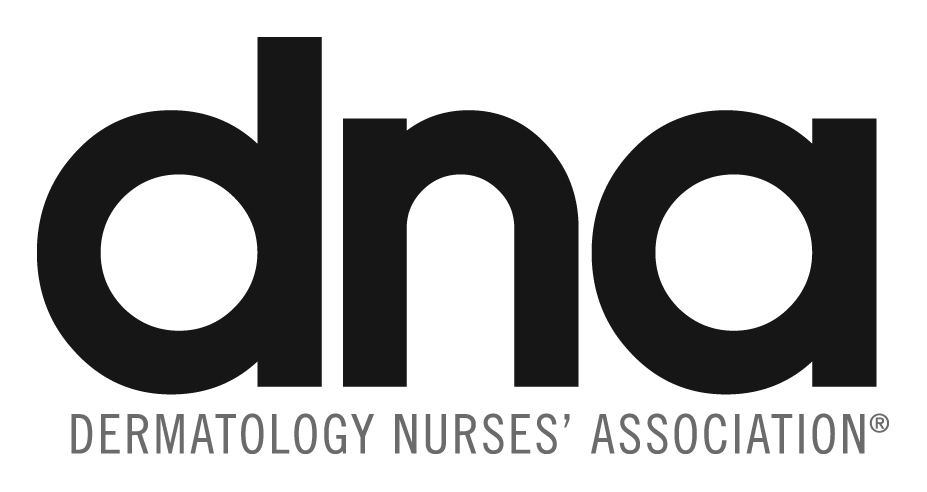 dna
DERMATOLOGY NURSES’ ASSOCIATION®